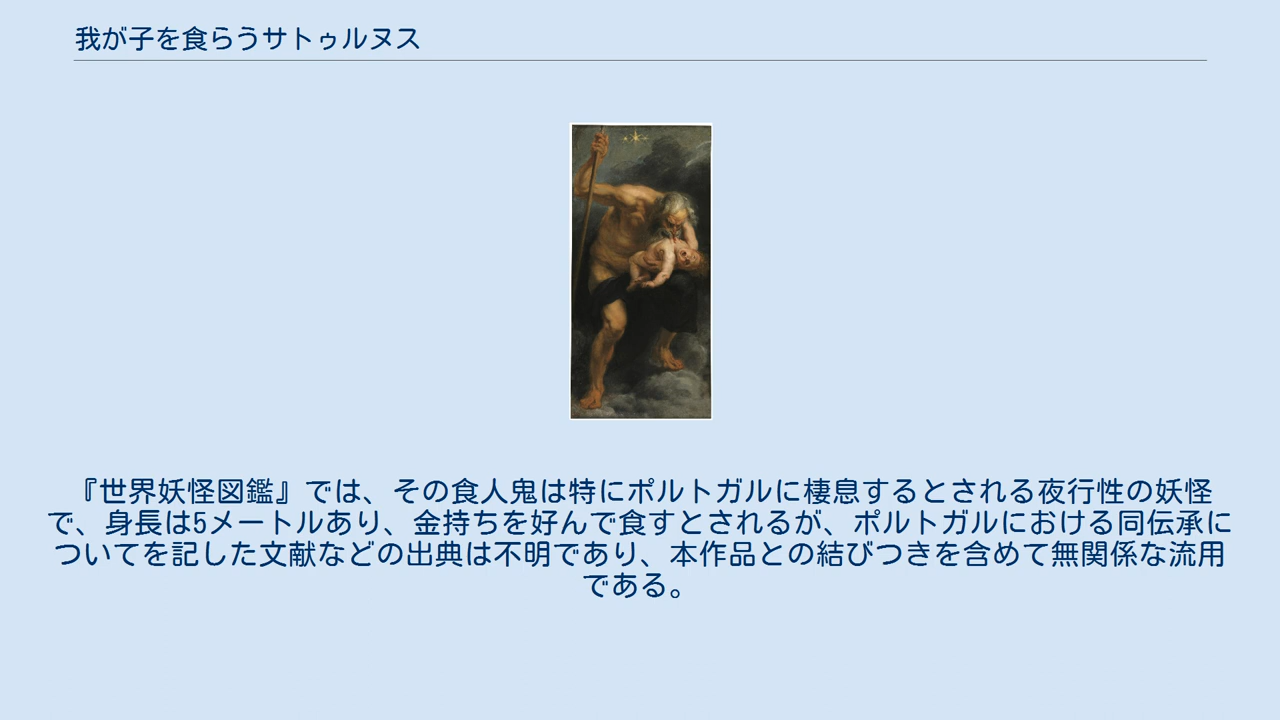 我が子を食らうサトゥルヌス
『世界妖怪図鑑』では、その食人鬼は特にポルトガルに棲息するとされる夜行性の妖怪
で、身長は5メートルあり、金持ちを好んで食すとされるが、ポルトガルにおける同伝承に
ついてを記した文献などの出典は不明であり、本作品との結びつきを含めて無関係な流用
である。